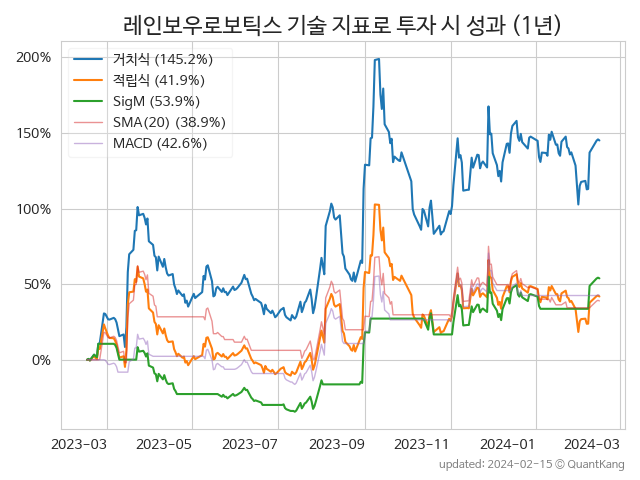 레인보우로보틱스 기술 지표로 투자 시 성과 (1년)
거치식 (145.2%)
적립식 (41.9%)
SigM (53.9%)
SMA(20) (38.9%)
MACD (42.6%)
200%
150%
100%
50%
0%
2023-03 2023-05 2023-07 2023-09 2023-11 2024-01 2024-03
updated: 2024-02-15 © QuantKang